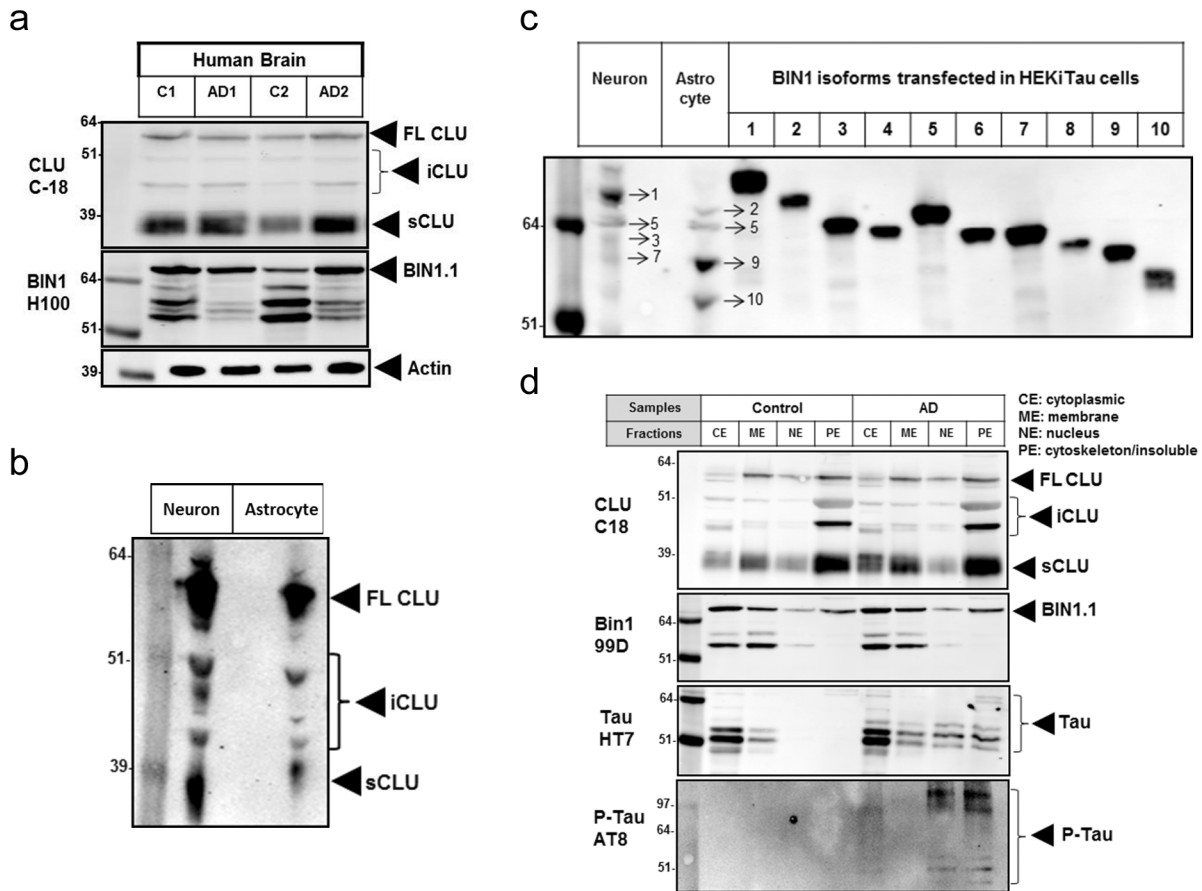 a
Human Brain
C1 AD1 C2 AD2
64-
51-
39-
CLU
C-18
FL CLU
iCLU
sCLU
BIN1
H100
64-
51-
BIN1.1
39-
Actin
b
Neuron Astrocyte
64-
51-
39-
FL CLU
iCLU
sCLU
c
Neuron
Astro
cyte
BIN1 isoforms transfected in HEKiTau cells
1 2 3 4 5 6 7 8 9 10
64-
51-
1
5
3
7
2
5
9
10
d
Samples Control AD
Fractions CE ME NE PE CE ME NE PE
CE: cytoplasmic
ME: membrane
NE: nucleus
PE: cytoskeleton/insoluble
CLU
C18
64-
51-
39-
FL CLU
iCLU
sCLU
Bin1
99D
64-
51-
BIN1.1
Tau
HT7
64-
51-
Tau
P-Tau
AT8
97-
64-
51-
P-Tau